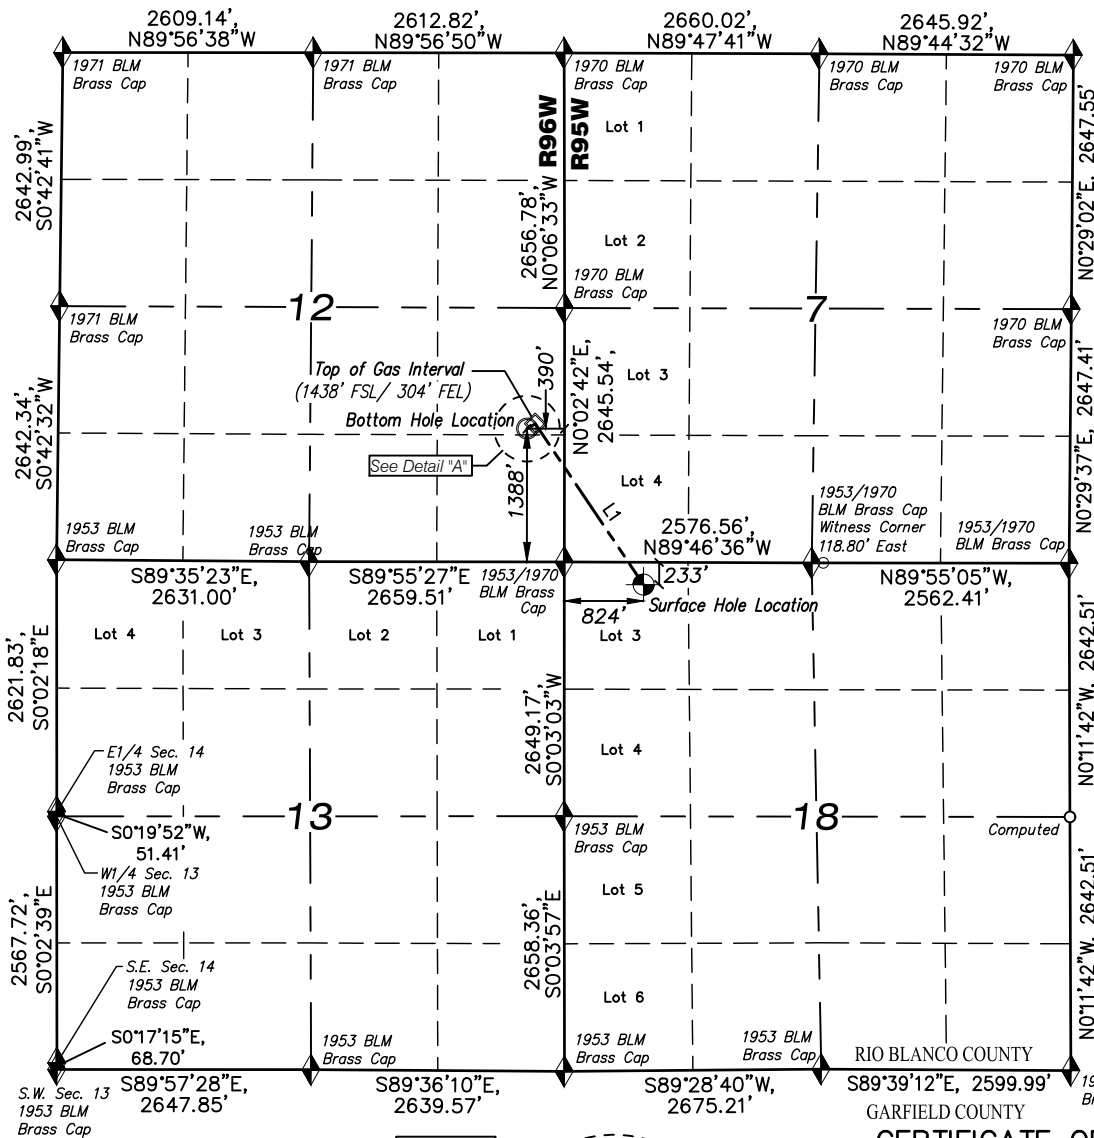 2609.14',
N89°56'38"W
2612.82',
N89°56'50"W
2660.02',
N89°47'41"W
2645.92',
N89°44'32"W
1971 BLM
Brass Cap
1971 BLM
Brass Cap
1970 BLM
Brass Cap
1970 BLM
Brass Cap
1970 BLM
Brass Cap
2642.99',
S0°42'41"W
R96W
R95W
Lot 1
2647.55'
N0°29'02"E,
2656.78',
N0°06'33"W
Lot 2
1970 BLM
Brass Cap
12
7
1971 BLM
Brass Cap
1970 BLM
Brass Cap
Top of Gas Interval
(1438' FSL/ 304' FEL)
Bottom Hole Location
390'
N0°02'42"E,
2645.54',
Lot 3
2642.34',
S0°42'32"W
See Detail "A"
1388'
Lot 4
L1
N0°29'37"E, 2647.41'
1953/1970
BLM Brass Cap
Witness Corner
118.80' East
1953/1970
BLM Brass Cap
1953 BLM
Brass Cap
1953 BLM
Brass Cap
2576.56',
N89°46'36"W
S89°35'23"E,
2631.00'
S89°55'27"E
2659.51'
1953/1970
BLM Brass
Cap
233'
824'
Surface Hole Location
N89°55'05"W,
2562.41'
Lot 4
Lot 3
Lot 2
Lot 1
Lot 3
2621.83',
S0°02'18"E
2649.17',
S0°03'03"W
Lot 4
N0°11'42"W, 2642.51'
E1/4 Sec. 14
1953 BLM
Brass Cap
13
18
S0°19'52"W,
51.41'
1953 BLM
Brass Cap
Computed
W1/4 Sec. 13
1953 BLM
Brass Cap
Lot 5
2567.72',
S0°02'39"E
2658.36',
S0°03'57"E
N0°11'42"W, 2642.51'
S.E. Sec. 14
1953 BLM
Brass Cap
Lot 6
S0°17'15"E,
68.70'
1953 BLM
Brass Cap
1953 BLM
Brass Cap
1953 BLM
Brass Cap
RIO BLANCO COUNTY
S.W. Sec. 13
1953 BLM
Brass Cap
S89°57'28"E,
2647.85'
S89°36'10"E,
2639.57'
S89°28'40"W,
2675.21'
S89°39'12"E, 2599.99'
GARFIELD COUNTY